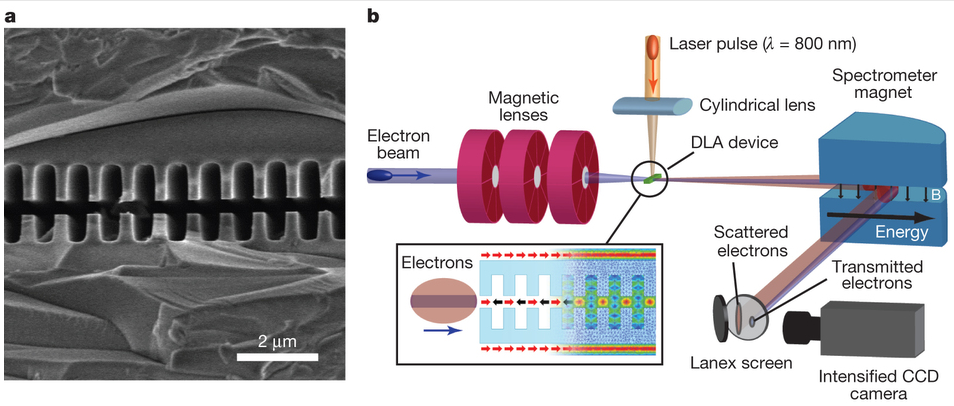 a
2 μm
b
Laser pulse (λ = 800 nm)
Cylindrical lens
DLA device
Magnetic
lenses
Electron
beam
Spectrometer
magnet
B
Energy
Electrons
Scattered
electrons
Transmitted
electrons
Lanex screen
Intensified CCD
camera